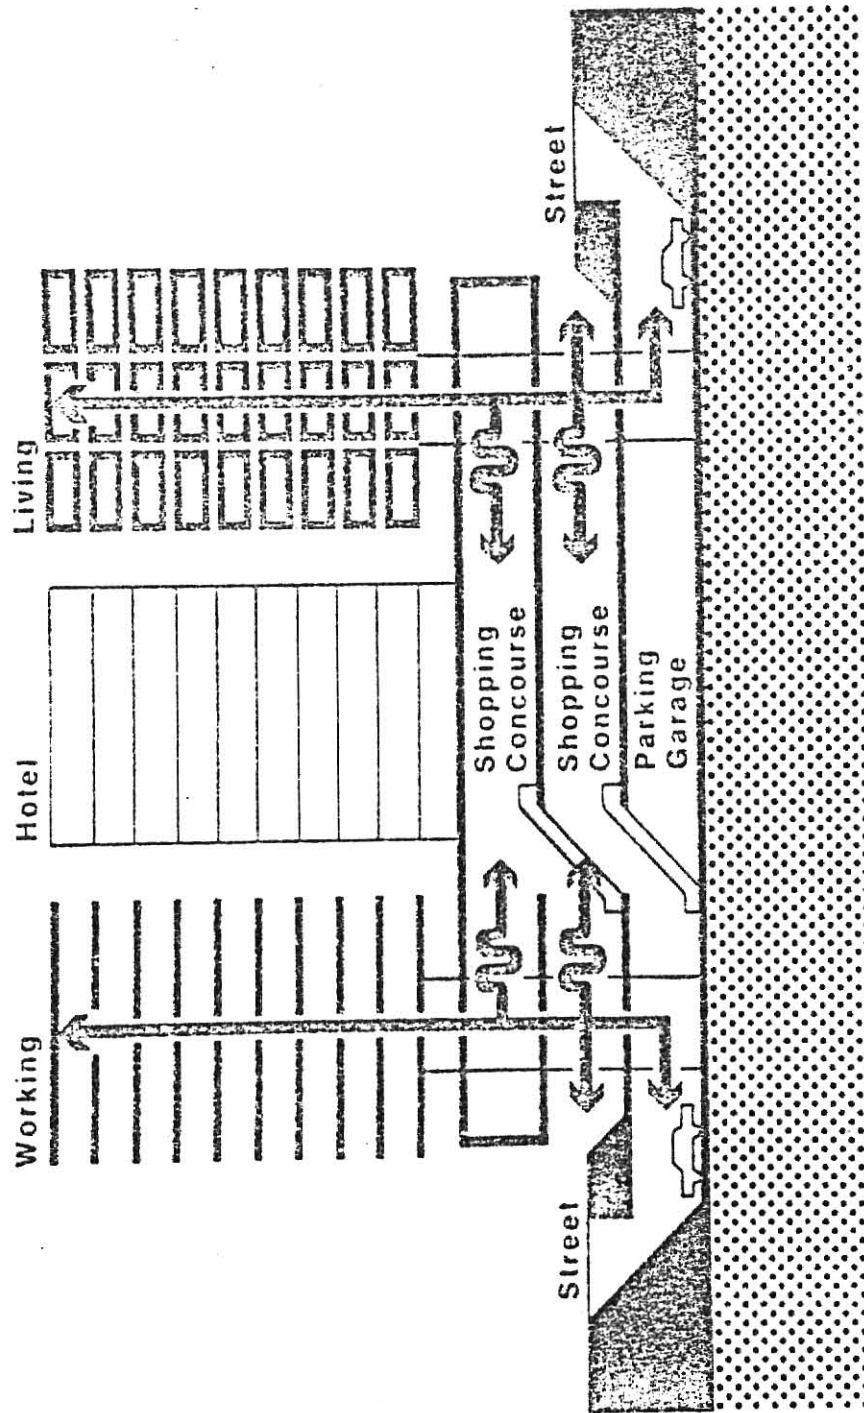 Working
Hotel
Living
Shopping
Concourse
Street
Shopping
Concourse
Street
Parking
Garage